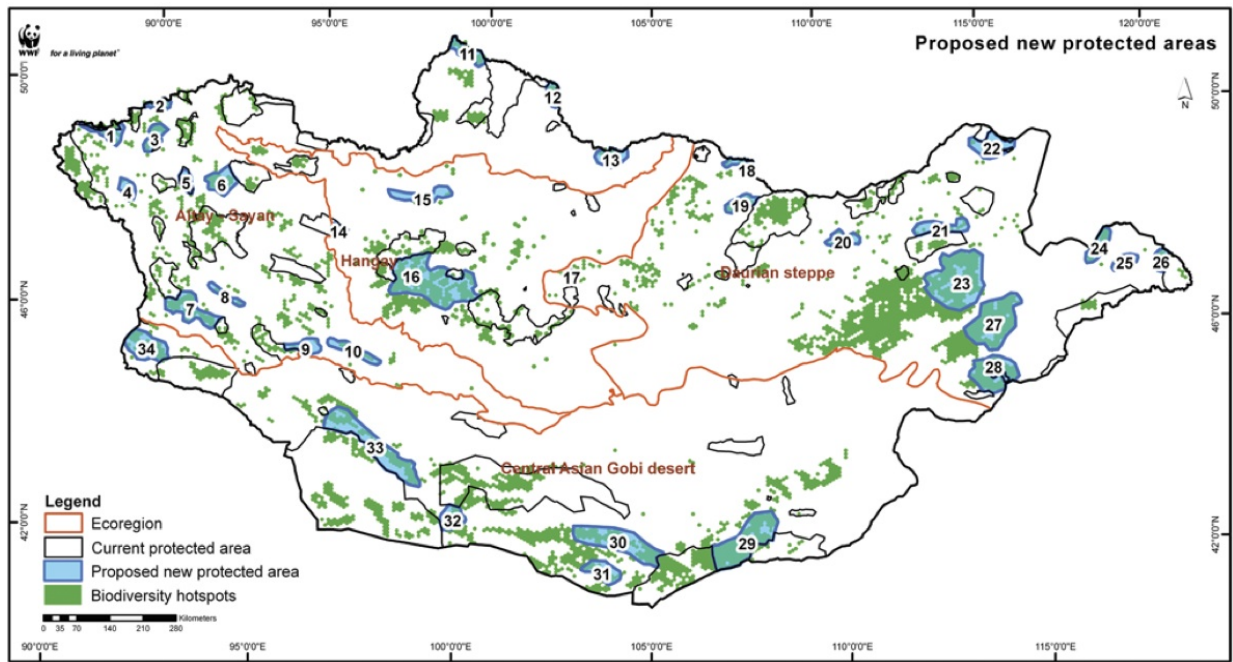 90°0'0"E 95°0'0"E 100°0'0"E 105°0'0"E 110°0'0"E 115°0'0"E 120°0'0"E
WWF for a living planet®
Proposed new protected areas
N
50°0'0"N
50°0'0"N
46°0'0"N
46°0'0"N
42°0'0"N
42°0'0"N
11
12
2
1
3
13
22
18
4
5
6
15
19
Altay - Sayan
14
20
21
24
25
26
Hangay
16
17
Daurian steppe
23
7
8
27
34
9
10
28
33
Central Asian Gobi desert
32
30
29
31
Legend
Ecoregion
Current protected area
Proposed new protected area
Biodiversity hotspots
Kilometers
0 35 70 140 210 280
90°0'0"E 95°0'0"E 100°0'0"E 105°0'0"E 110°0'0"E 115°0'0"E